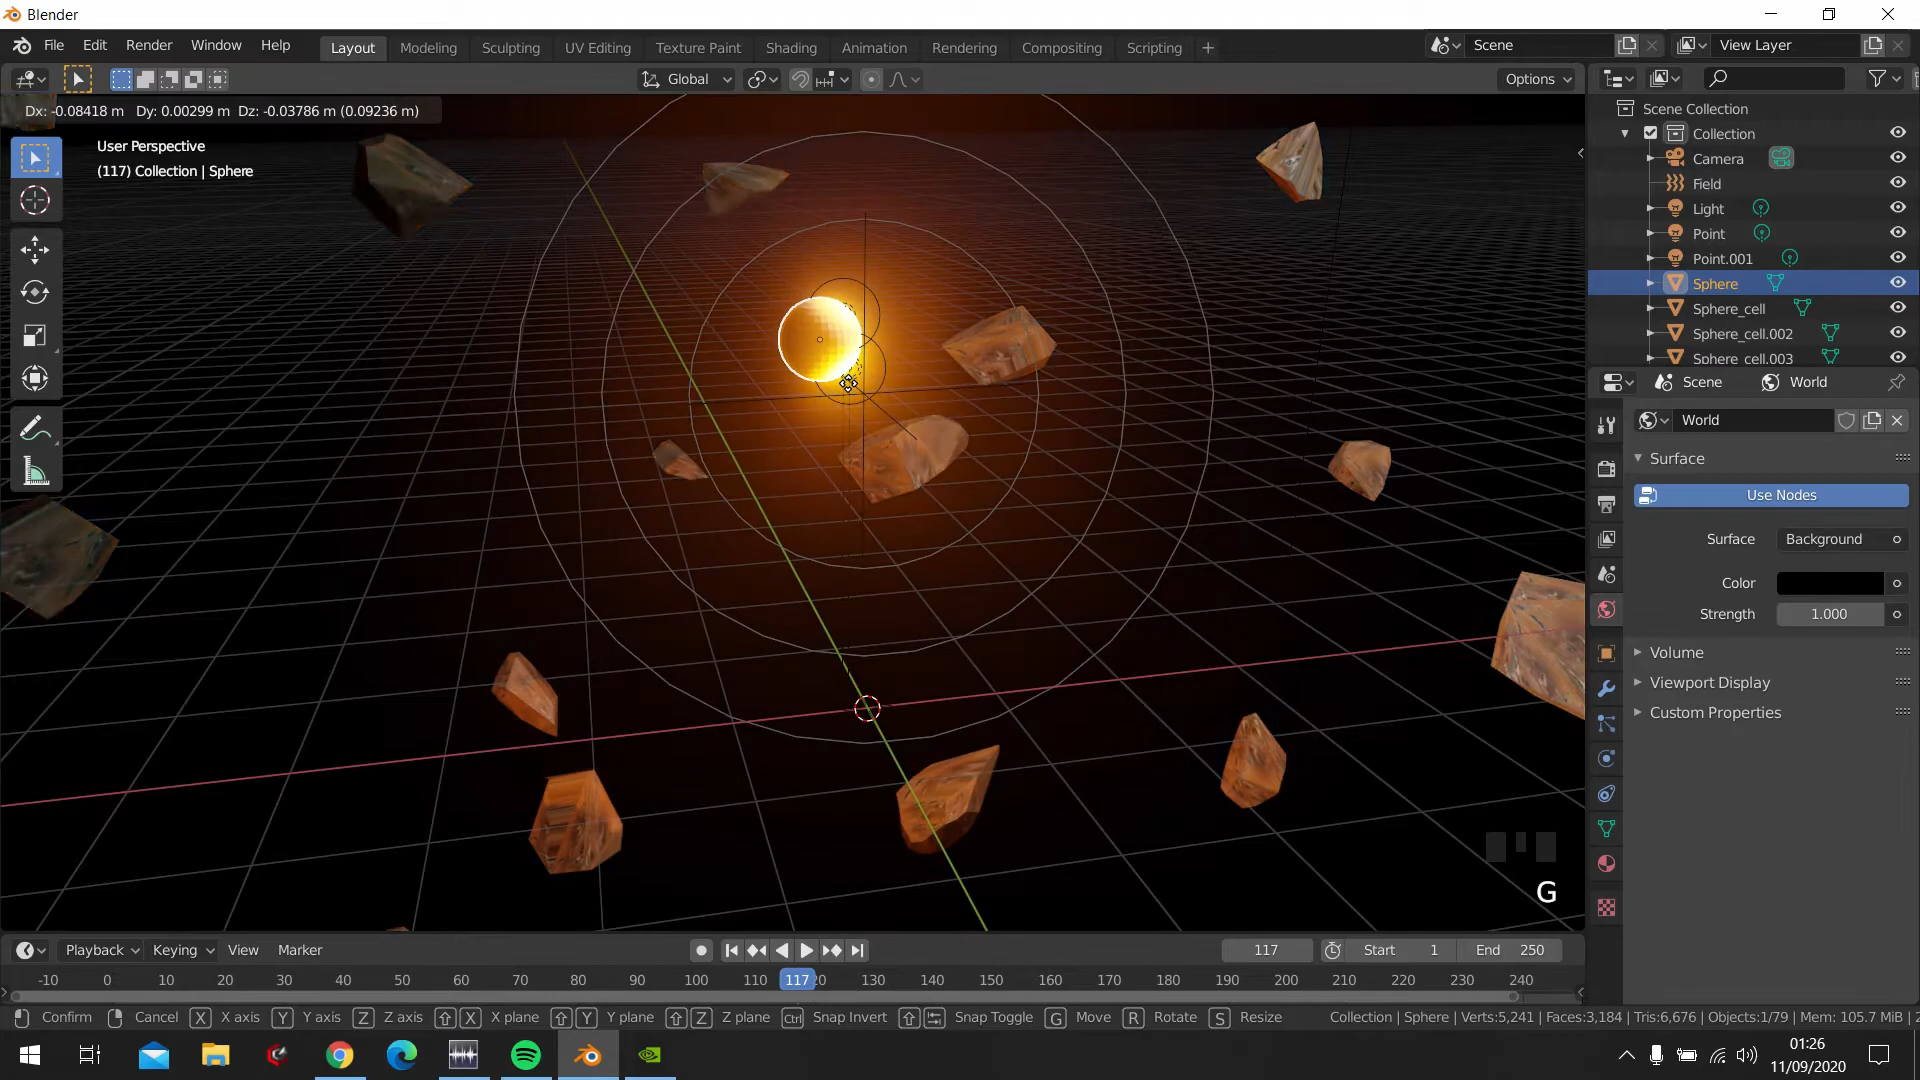 Blender
File Edit Render Window Help
Layout Modeling Sculpting UV Editing Texture Paint Shading Animation Rendering Compositing Scripting +
Scene
View Layer
Global
Options
Dx: -0.08418 m Dy: 0.00299 m Dz: -0.03786 m (0.09236 m)
User Perspective
(117) Collection | Sphere
Scene Collection
Collection
Camera
Field
Light
Point
Point.001
Sphere
Sphere_cell
Sphere_cell.002
Sphere_cell.003
Scene World
World
Surface
Use Nodes
Surface Background
Color
Strength 1.000
Volume
Viewport Display
Custom Properties
G
Playback Keying View Marker
117 Start 1 End 250
-10 0 10 20 30 40 50 60 70 80 90 100 110 117 20 130 140 150 160 170 180 190 200 210 220 230 240
Confirm Cancel X X axis Y Y axis Z Z axis X X plane Y Y plane Z Z plane Ctrl Snap Invert Snap Toggle G Move R Rotate S Resize Collection | Sphere | Verts:5,241 | Faces:3,184 | Tris:6,676 | Objects:1/79 | Mem: 105.7 MiB | 2
01:26
11/09/2020